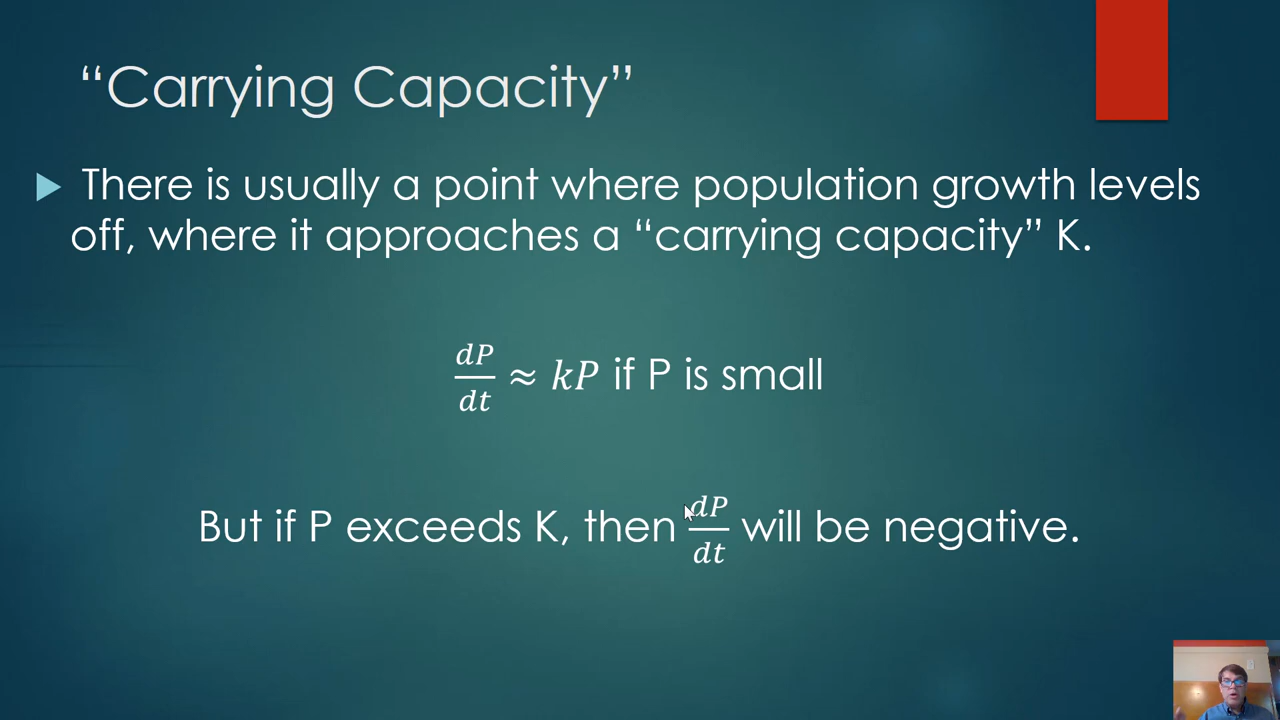 “Carrying Capacity”
There is usually a point where population growth levels
off, where it approaches a “carrying capacity” K.
dP/dt ≈ kP if P is small
But if P exceeds K, then dP/dt will be negative.